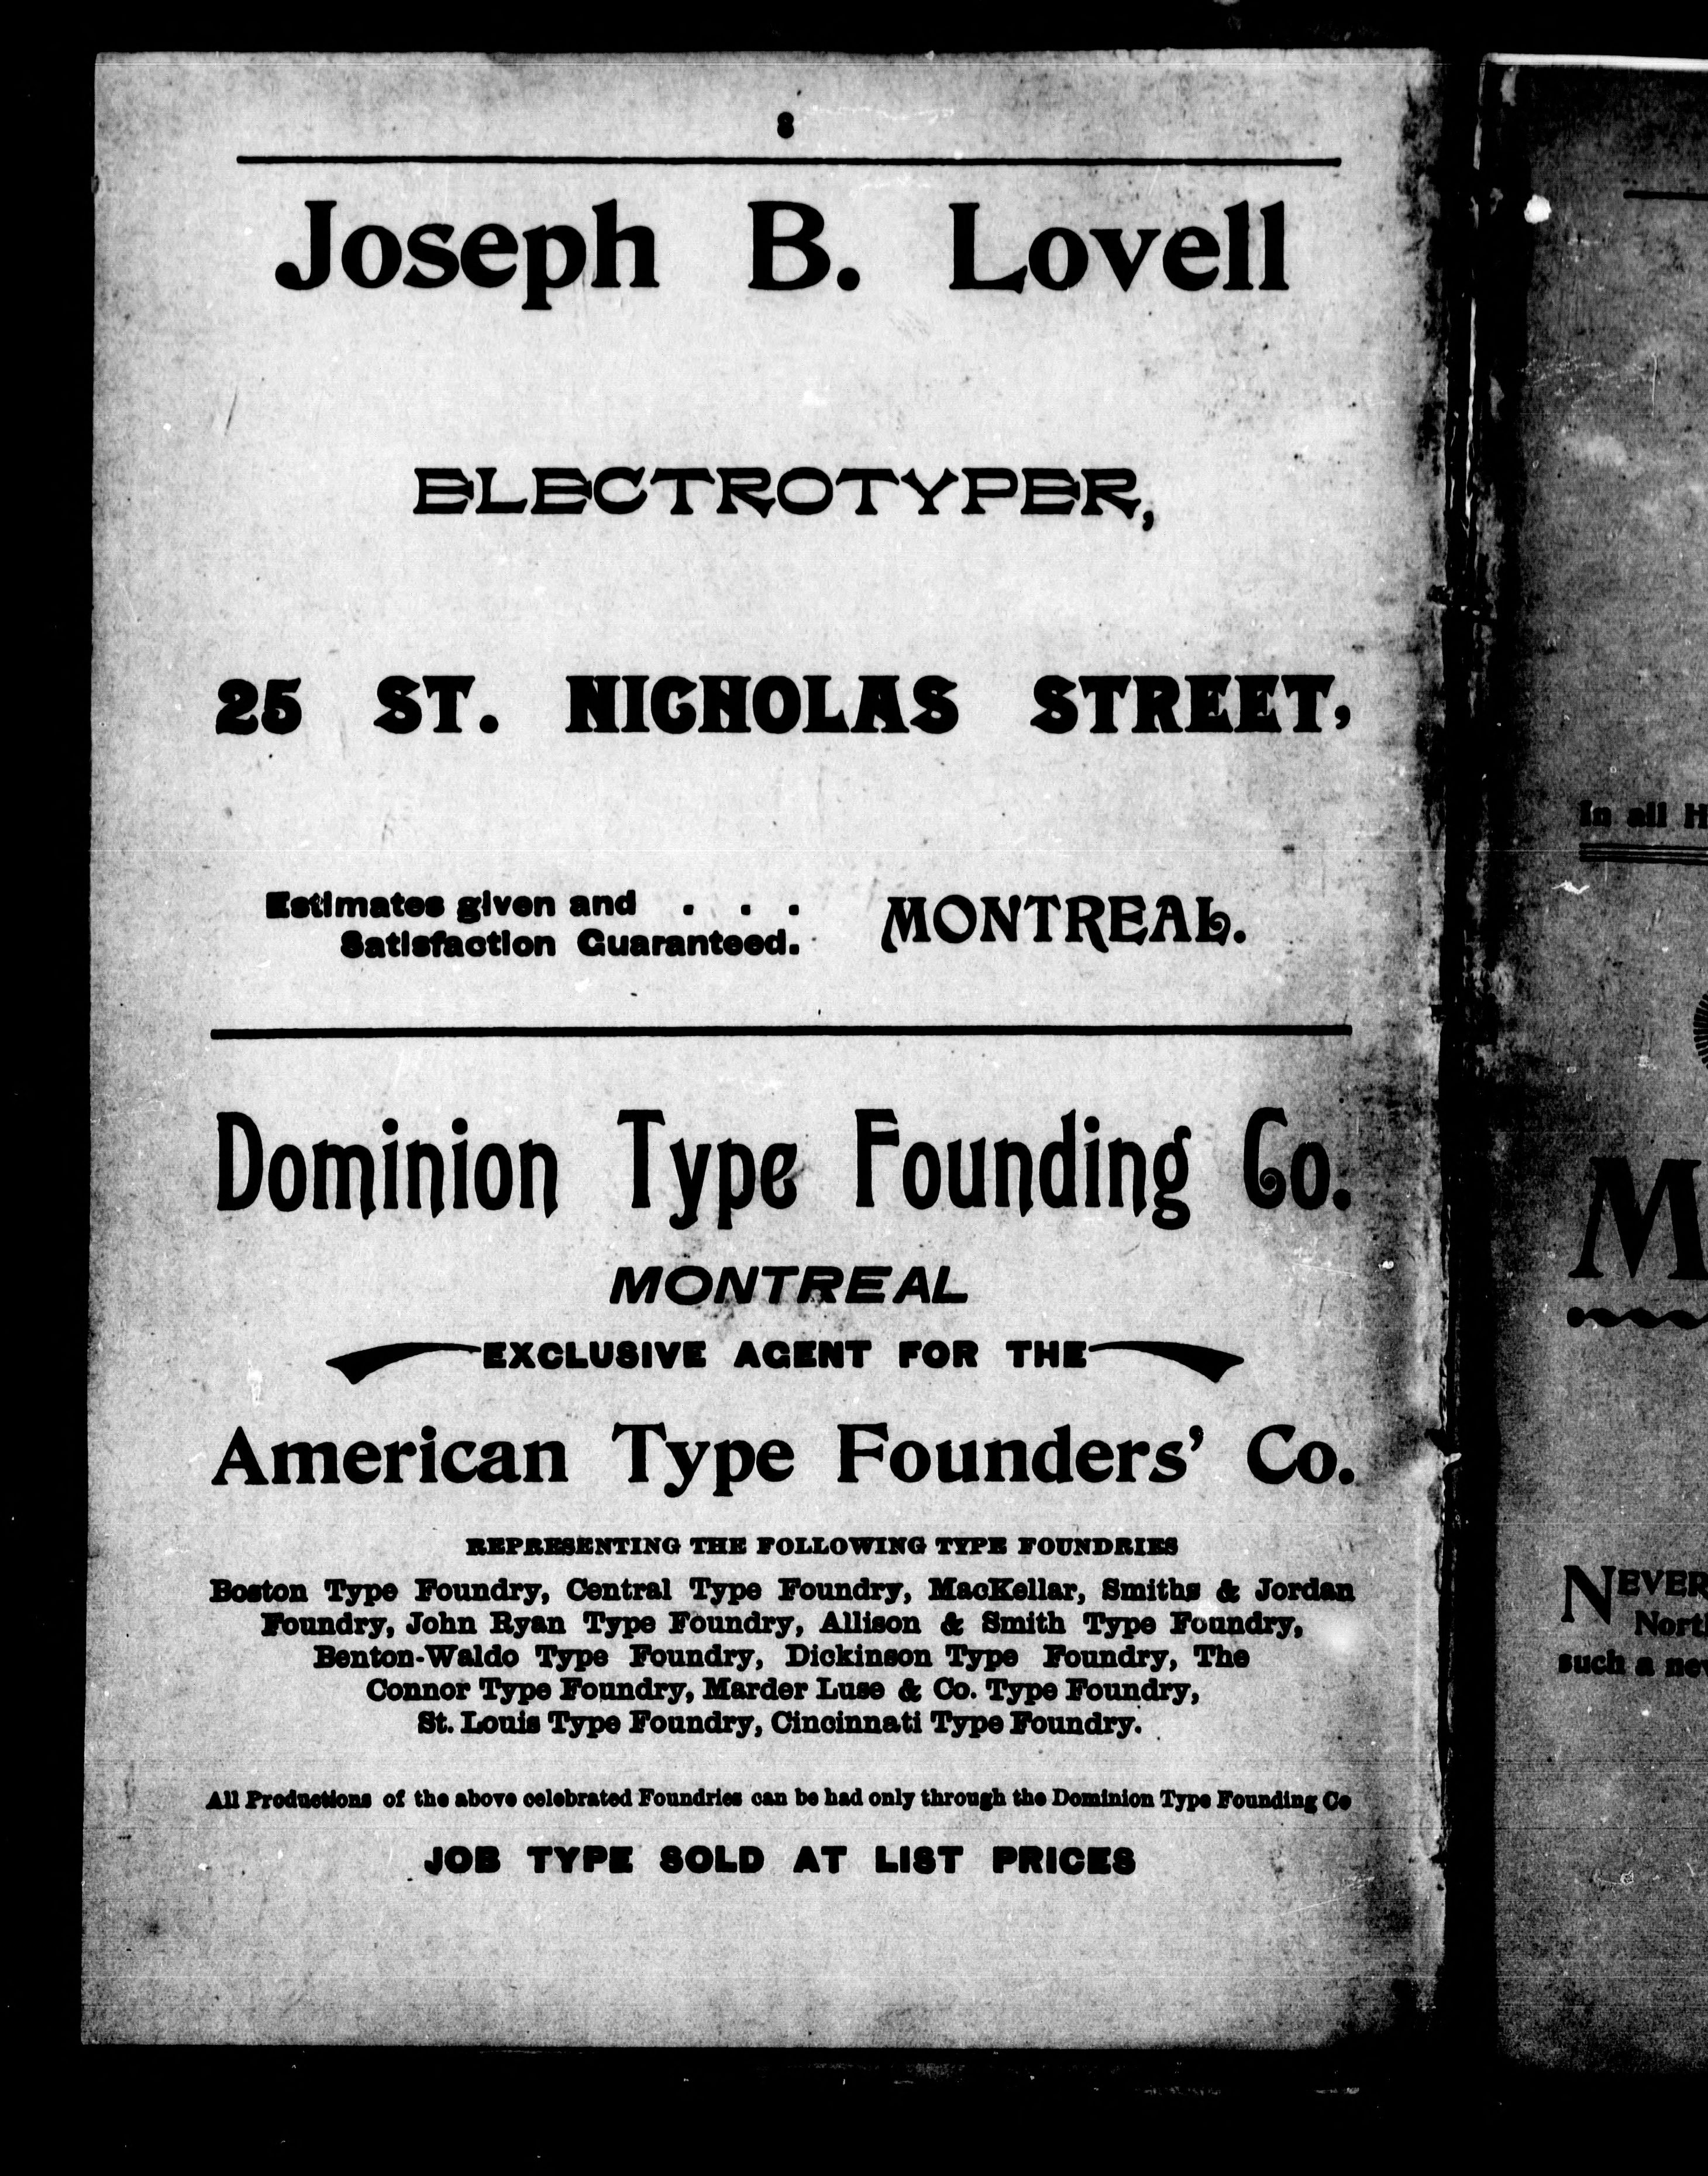 8
Joseph B. Lovell
ELECTROTYPER,
25 ST. NICHOLAS STREET,
Estimates given and . . .
Satisfaction Guaranteed.
MONTREAL.
Dominion Type Founding Co.
MONTREAL
EXCLUSIVE AGENT FOR THE
American Type Founders' Co.
REPRESENTING THE FOLLOWING TYPE FOUNDRIES
Boston Type Foundry, Central Type Foundry, MacKellar, Smiths & Jordan
Foundry, John Ryan Type Foundry, Allison & Smith Type Foundry,
Benton-Waldo Type Foundry, Dickinson Type Foundry, The
Connor Type Foundry, Marder Luse & Co. Type Foundry,
St. Louis Type Foundry, Cincinnati Type Foundry.
All Productions of the above celebrated Foundries can be had only through the Dominion Type Founding Co
JOB TYPE SOLD AT LIST PRICES
In all H
M
NEVER
North
such a new